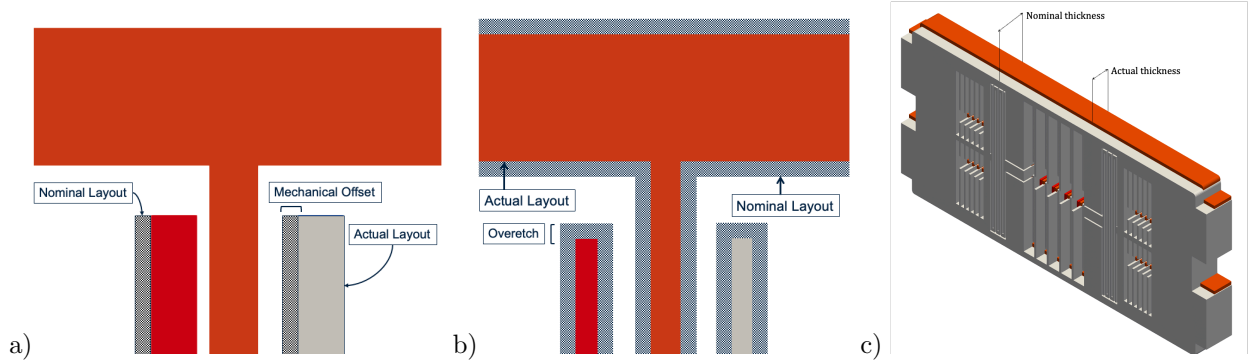 Nominal Layout
Mechanical Offset
Actual Layout
a)
Actual Layout
Nominal Layout
Overetch
b)
Nominal thickness
Actual thickness
c)